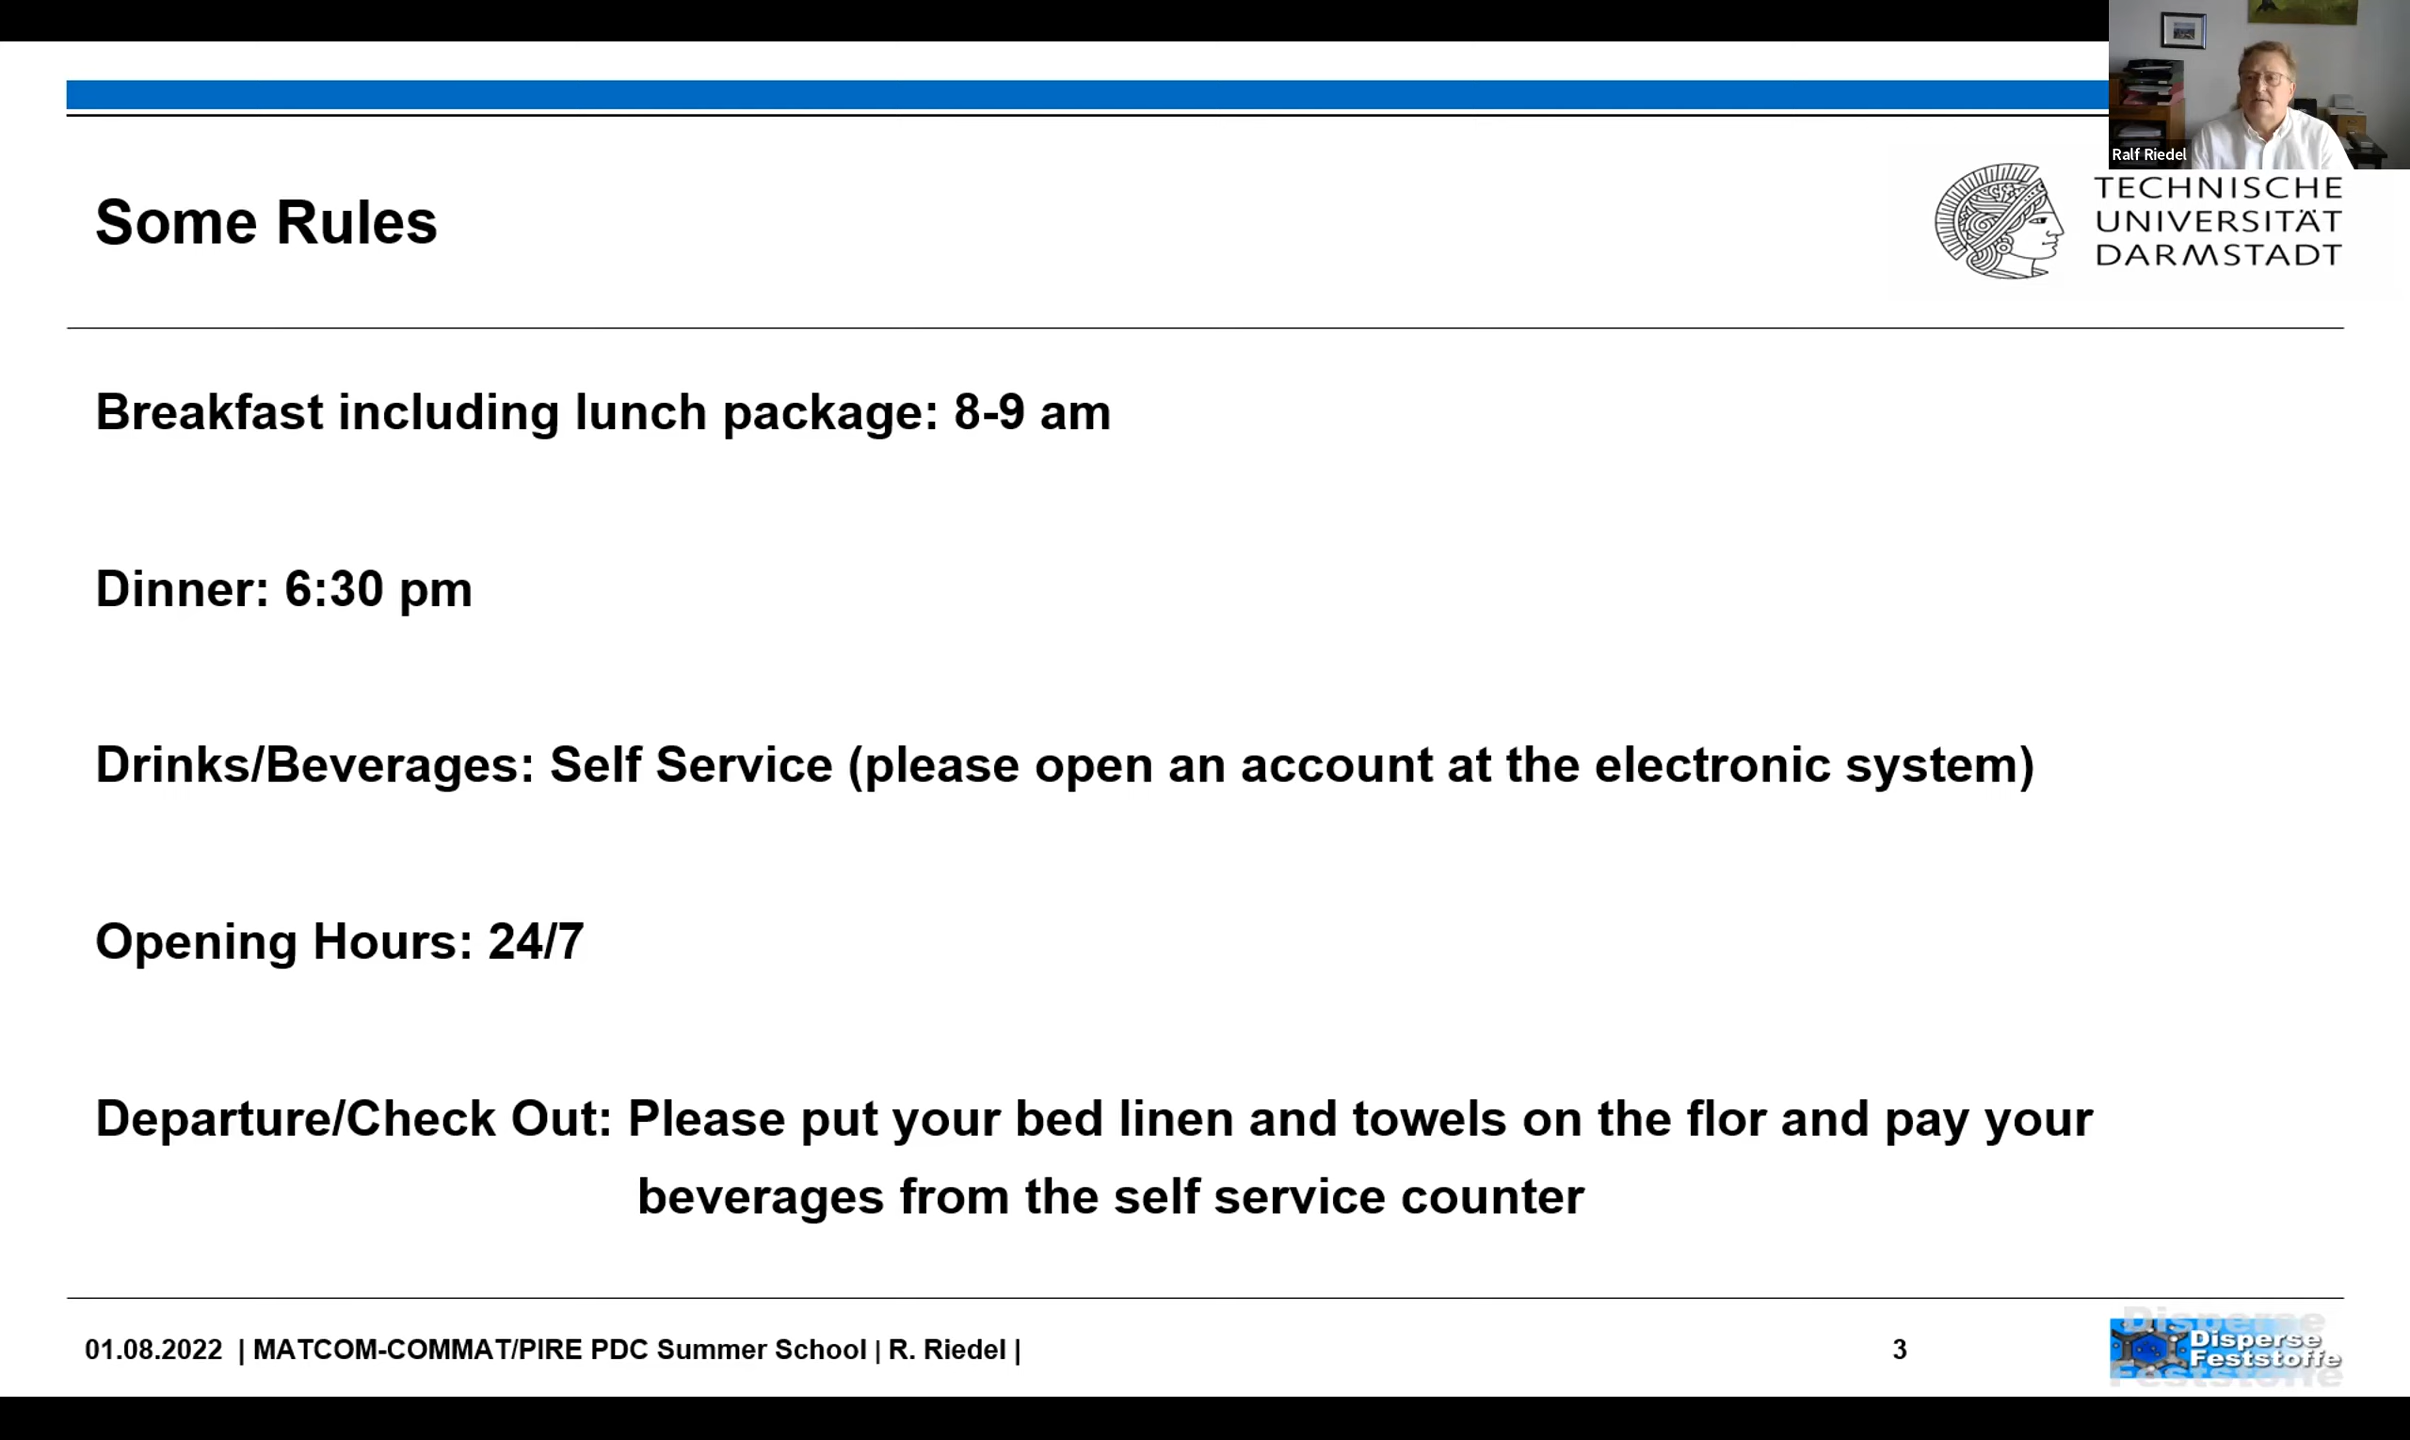 Ralf Riedel
TECHNISCHE
UNIVERSITÄT
DARMSTADT
Some Rules
Breakfast including lunch package: 8-9 am
Dinner: 6:30 pm
Drinks/Beverages: Self Service (please open an account at the electronic system)
Opening Hours: 24/7
Departure/Check Out: Please put your bed linen and towels on the flor and pay your
beverages from the self service counter
01.08.2022 | MATCOM-COMMAT/PIRE PDC Summer School | R. Riedel |
3
Disperse
Disperse
Feststoffe
Feststoffe